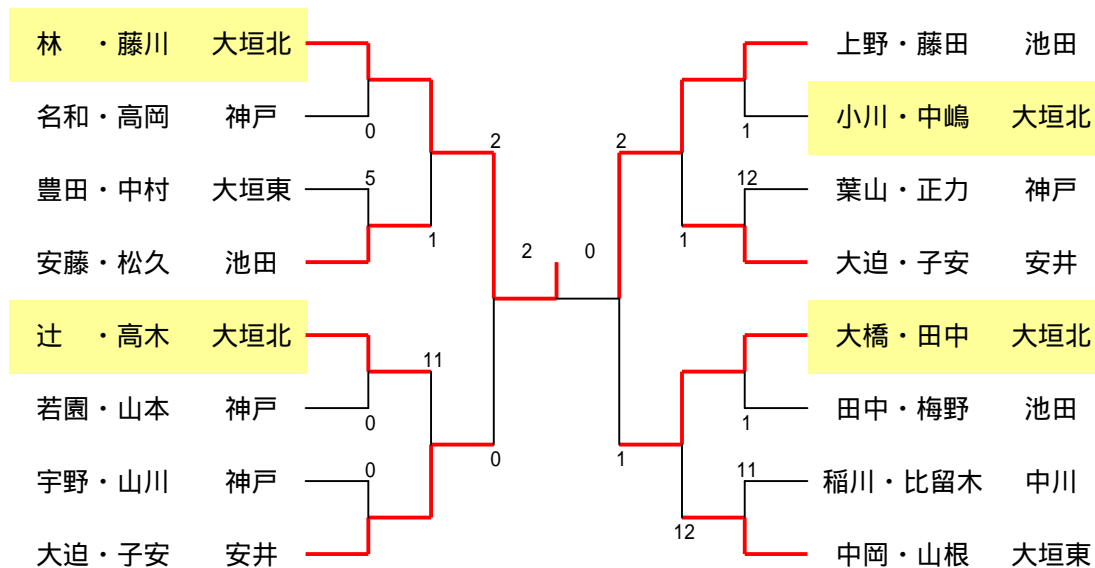 林　・藤川　大垣北
名和・高岡　神戸
0
豊田・中村　大垣東
5
安藤・松久　池田
1
2
辻　・高木　大垣北
若園・山本　神戸
0
11
宇野・山川　神戸
0
大迫・子安　安井
0
2
0
上野・藤田　池田
小川・中嶋　大垣北
1
2
葉山・正力　神戸
12
大迫・子安　安井
1
大橋・田中　大垣北
田中・梅野　池田
1
1
稲川・比留木　中川
11
中岡・山根　大垣東
12